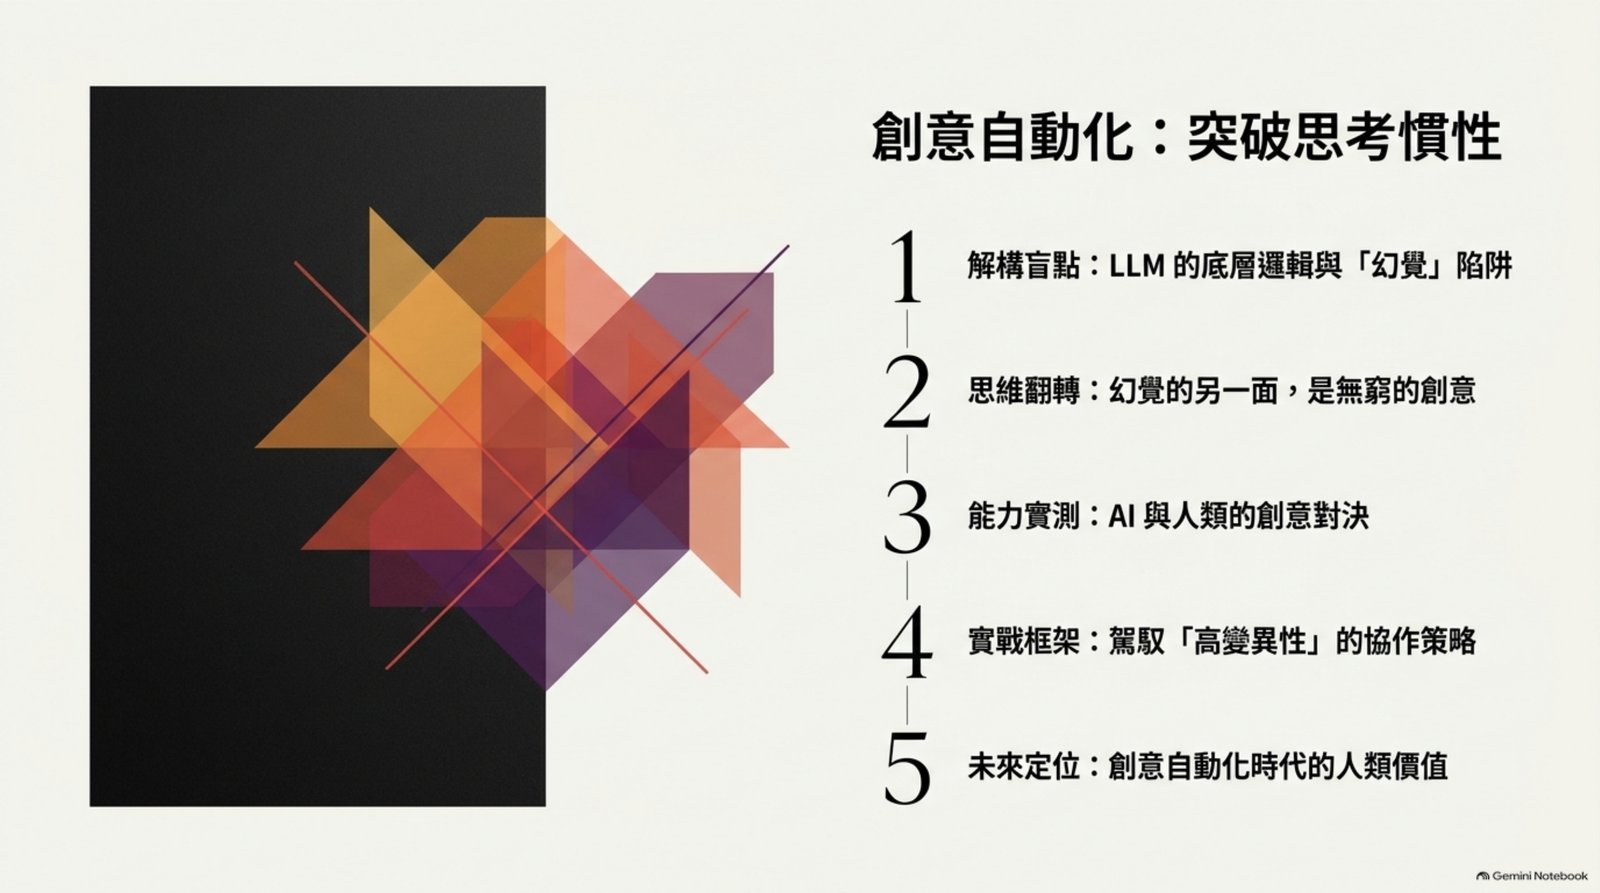 創意自動化：突破思考慣性
1
解構盲點：LLM 的底層邏輯與「幻覺」陷阱
2
思維翻轉：幻覺的另一面，是無窮的創意
3
能力實測：AI 與人類的創意對決
4
實戰框架：駕馭「高變異性」的協作策略
5
未來定位：創意自動化時代的人類價值
Gemini Notebook